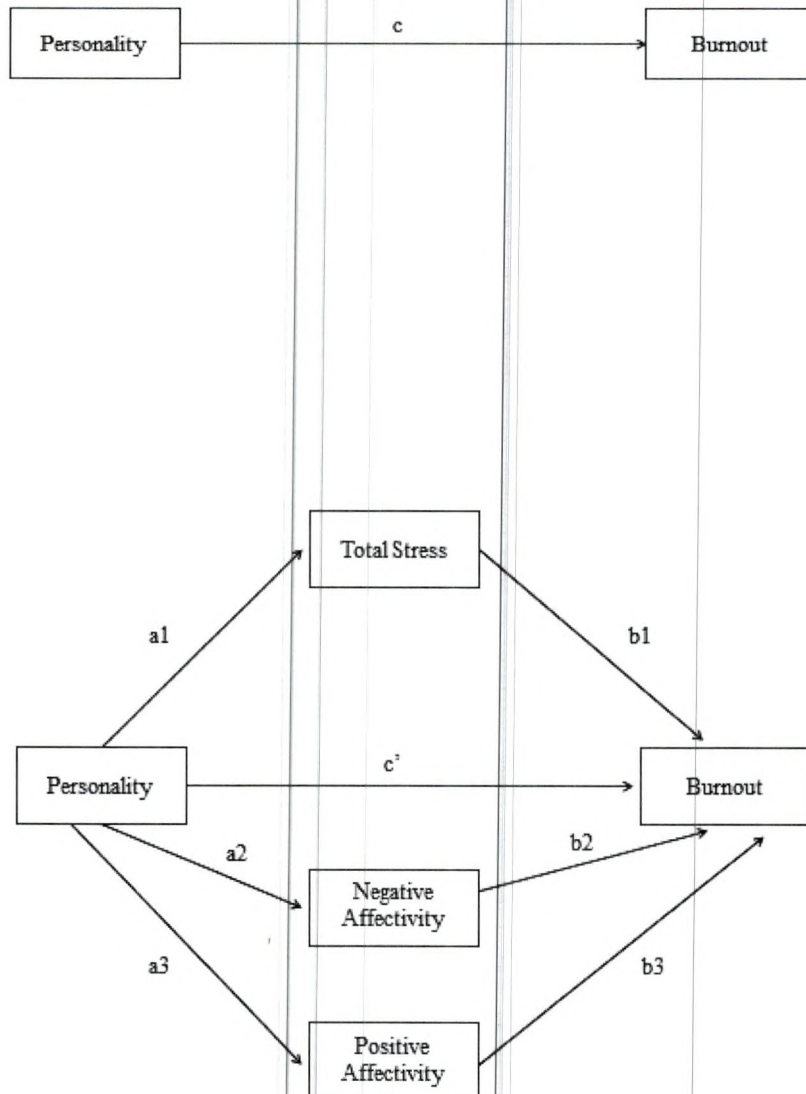 Personality
c
Burnout
Total Stress
a1
b1
Personality
c’
Burnout
a2
b2
Negative
Affectivity
a3
b3
Positive
Affectivity